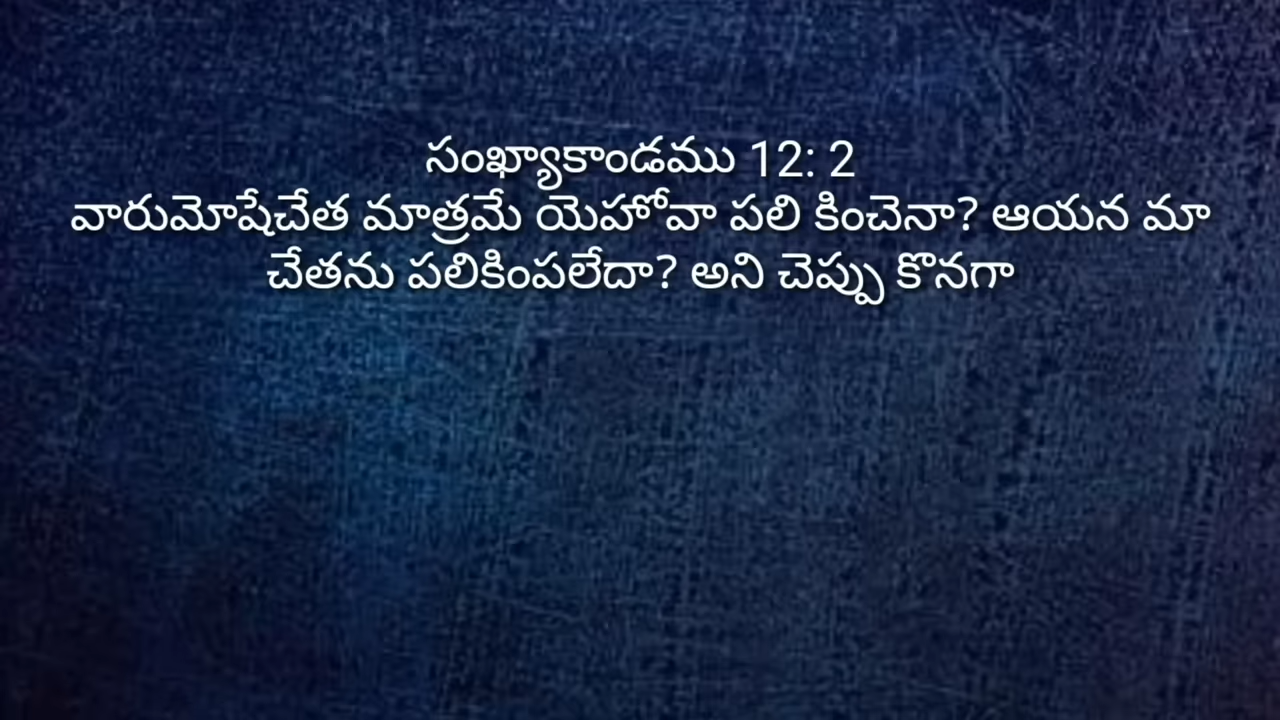 సంఖ్యాకాండము 12: 2
వారుమోషేచేత మాత్రమే యెహోవా పలి కించెనా? ఆయన మా
చేతను పలికింపలేదా? అని చెప్పు కొనగా